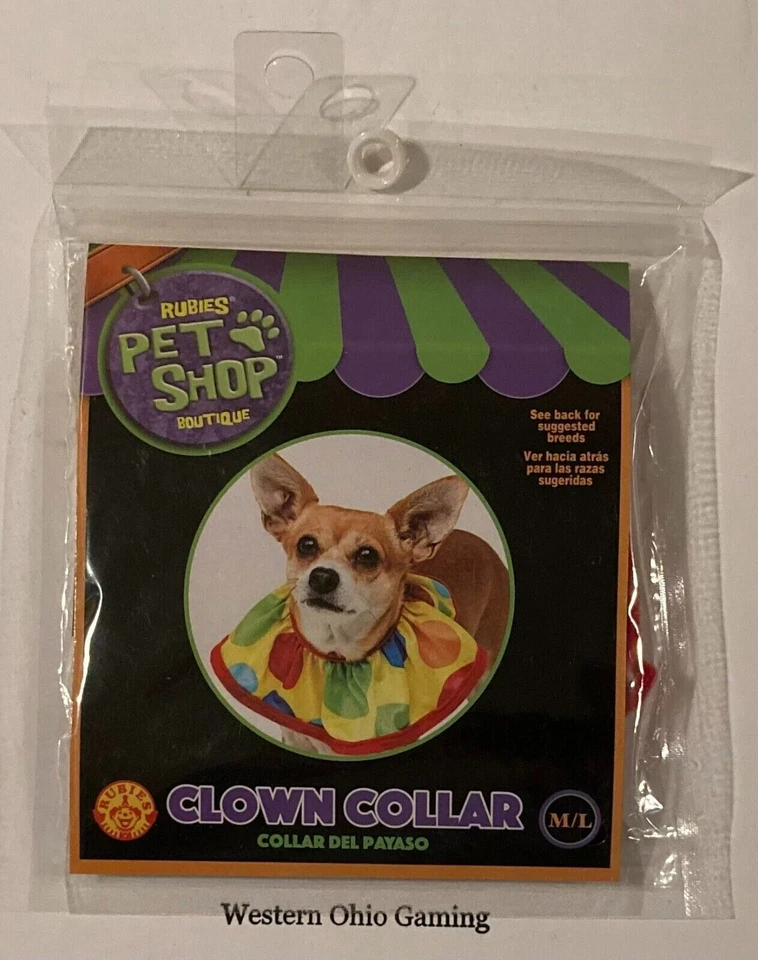 RUBIES®
PET
SHOP™
BOUTIQUE
See back for
suggested
breeds
Ver hacia atrás
para las razas
sugeridas
RUBIES
CLOWN COLLAR
M/L
COLLAR DEL PAYASO
Western Ohio Gaming